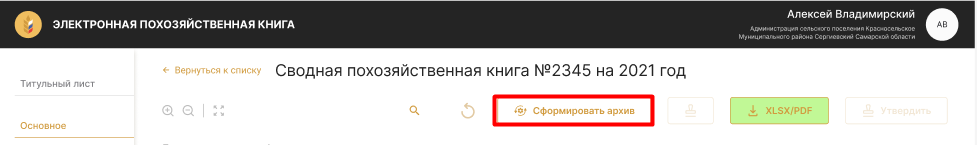 ЭЛЕКТРОННАЯ ПОХОЗЯЙСТВЕННАЯ КНИГА
Алексей Владимирский
Администрация сельского поселения Красносельское
Муниципального района Сергиевский Самарской области
АВ
Титульный лист
← Вернуться к списку Сводная похозяйственная книга №2345 на 2021 год
Основное
Сформировать архив
XLSX/PDF
Утвердить